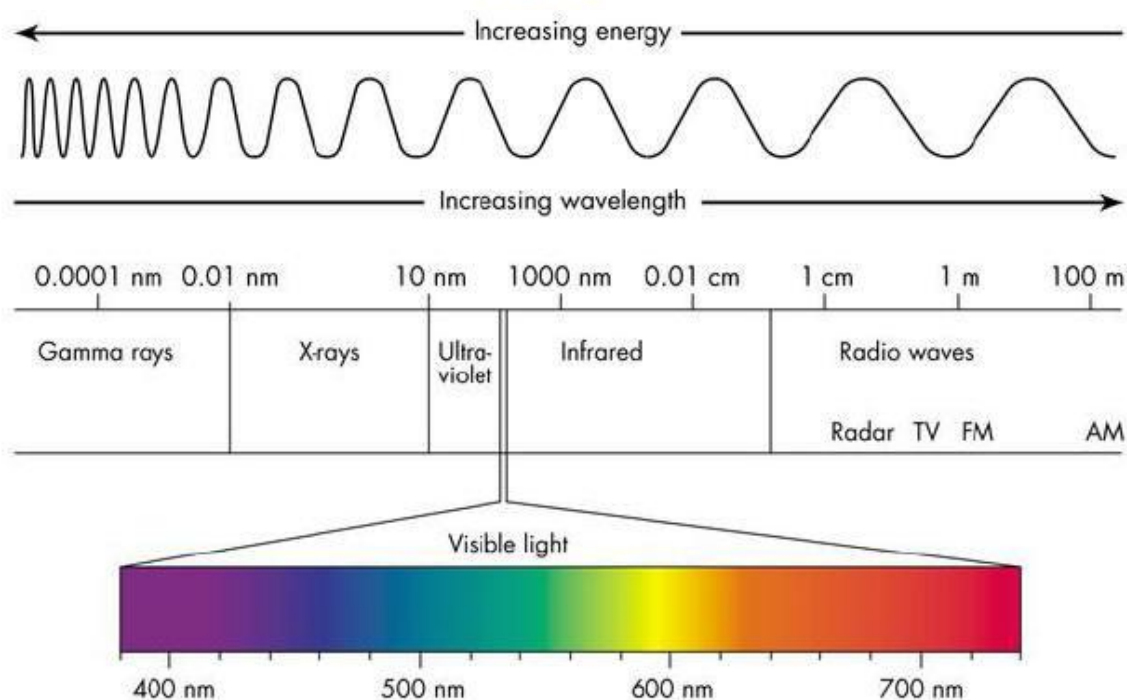 Increasing energy
Increasing wavelength
0.0001 nm 0.01 nm 10 nm 1000 nm 0.01 cm 1 cm 1 m 100 m
Gamma rays X-rays Ultra- Infrared Radio waves
violet
Radar TV FM AM
Visible light
400 nm 500 nm 600 nm 700 nm